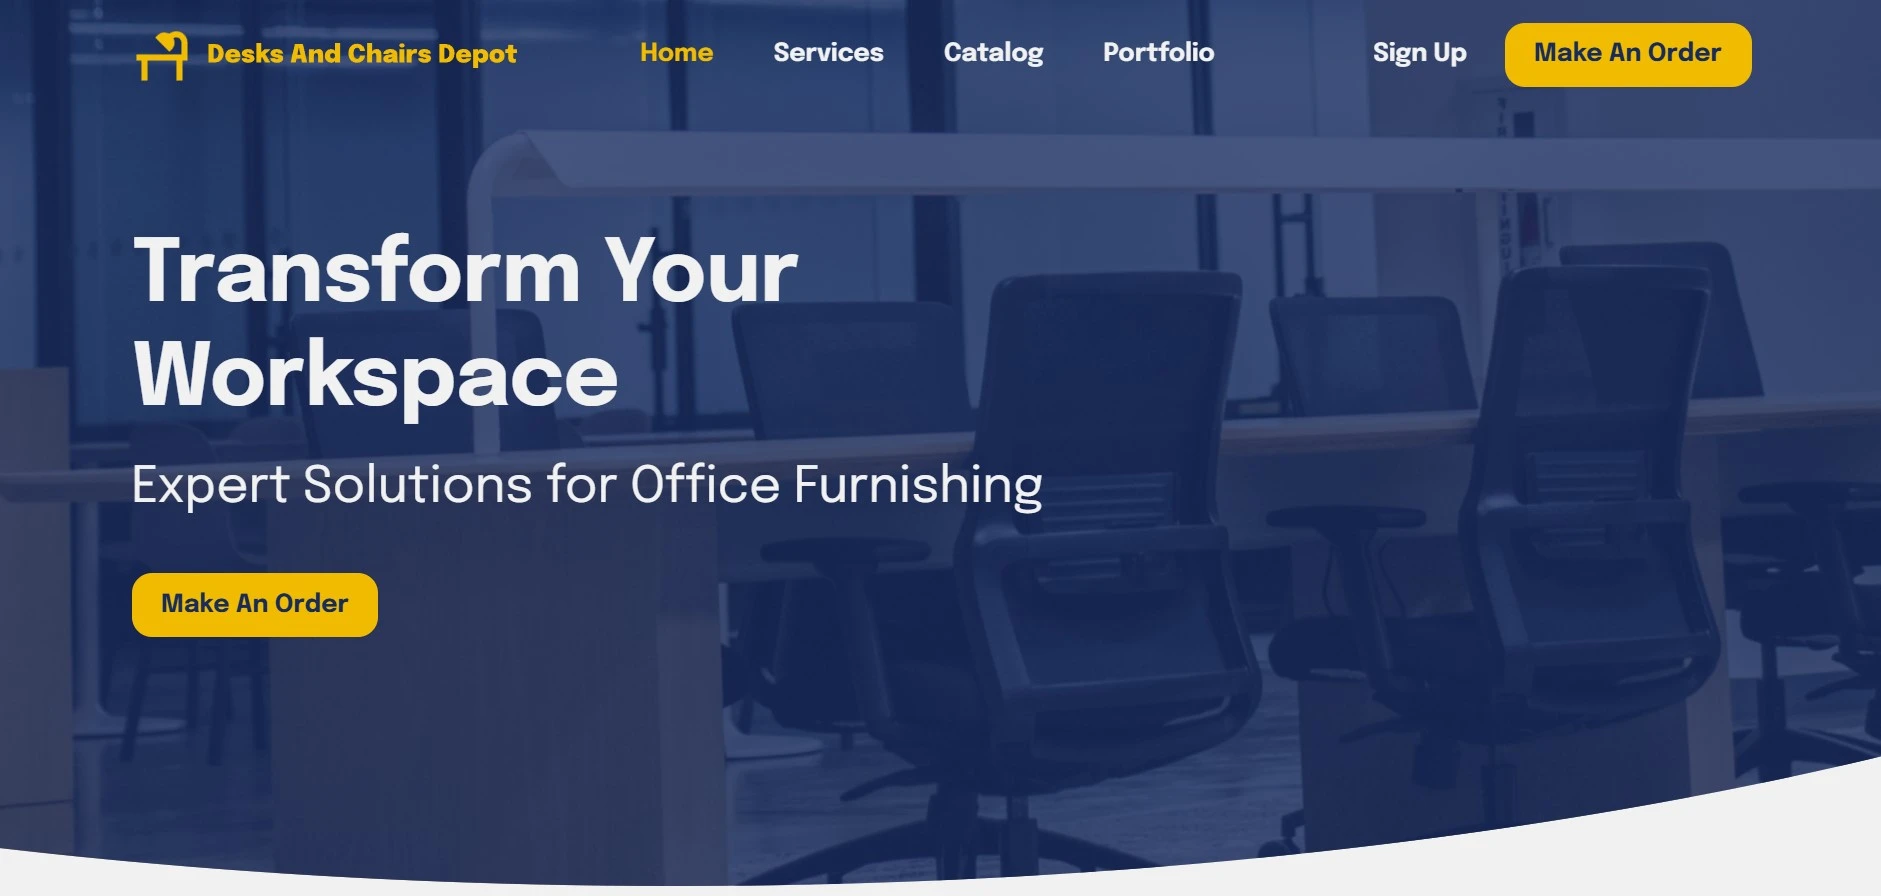 Desks And Chairs Depot
Home
Services
Catalog
Portfolio
Sign Up
Make An Order
Transform Your
Workspace
Expert Solutions for Office Furnishing
Make An Order